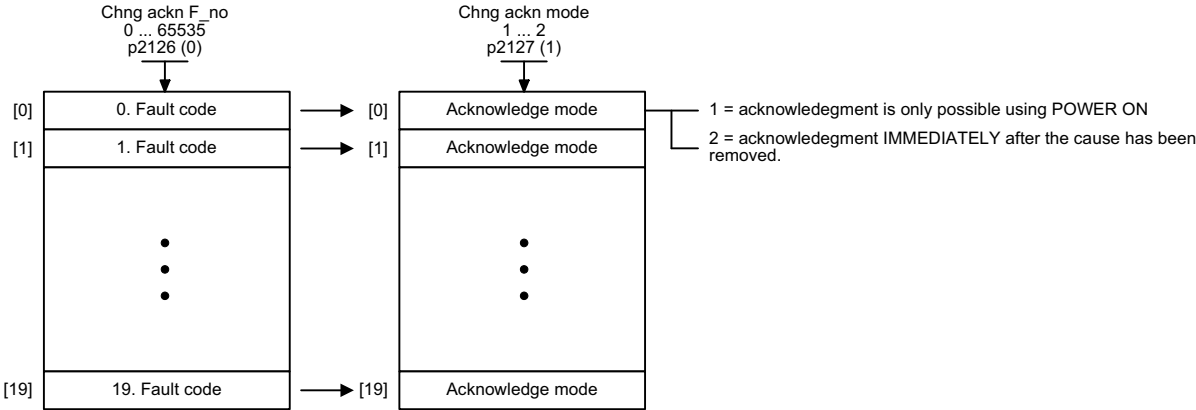 Chng ackn F_no
0 ... 65535
p2126 (0)
Chng ackn mode
1 ... 2
p2127 (1)
[0]
0. Fault code
[0]
Acknowledge mode
1 = acknowledegment is only possible using POWER ON
2 = acknowledegment IMMEDIATELY after the cause has been
removed.
[1]
1. Fault code
[1]
Acknowledge mode
[19]
19. Fault code
[19]
Acknowledge mode